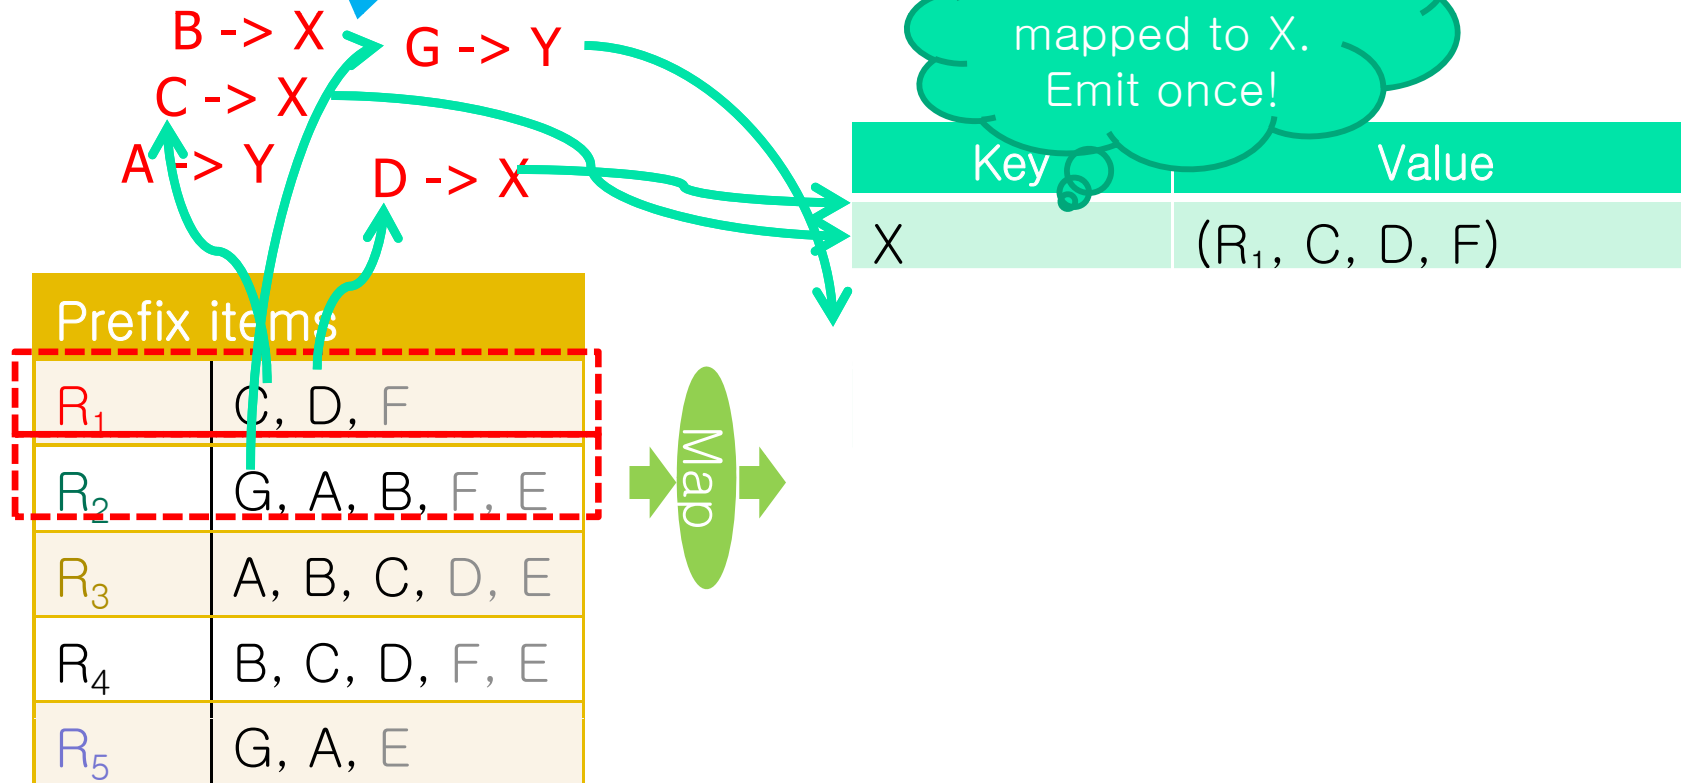 B -> X
G -> Y
C -> X
A -> Y
D -> X
mapped to X.
Emit once!
Key Value
X (R₁, C, D, F)
Prefix items
R₁ C, D, F
R₂ G, A, B, F, E
R₃ A, B, C, D, E
R₄ B, C, D, F, E
R₅ G, A, E
Map